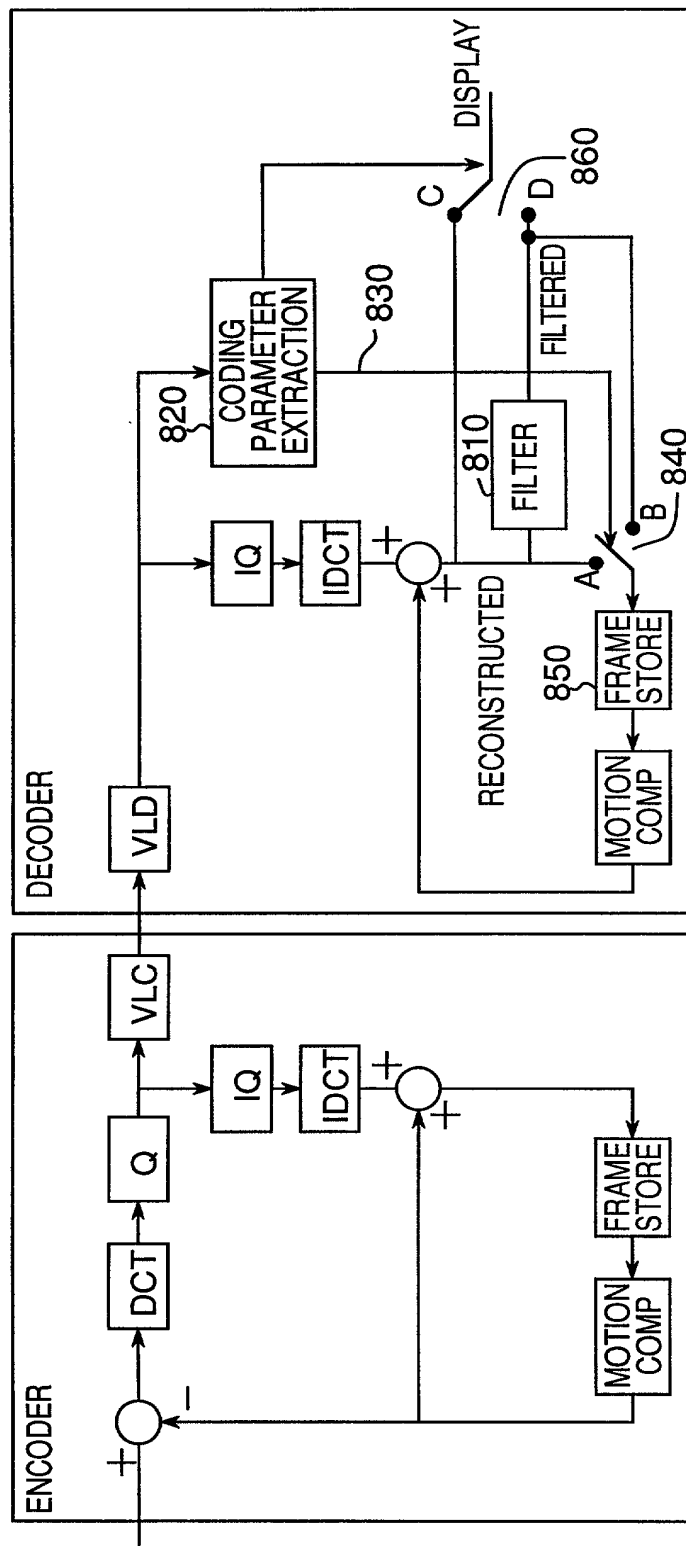 ENCODER
+
−
DCT
Q
VLC
IQ
IDCT
+
+
FRAME
STORE
MOTION
COMP
DECODER
VLD
820
CODING
PARAMETER
EXTRACTION
830
IQ
IDCT
+
+
RECONSTRUCTED
810
FILTER
FILTERED
C
D
860
DISPLAY
A
B
840
850
FRAME
STORE
MOTION
COMP